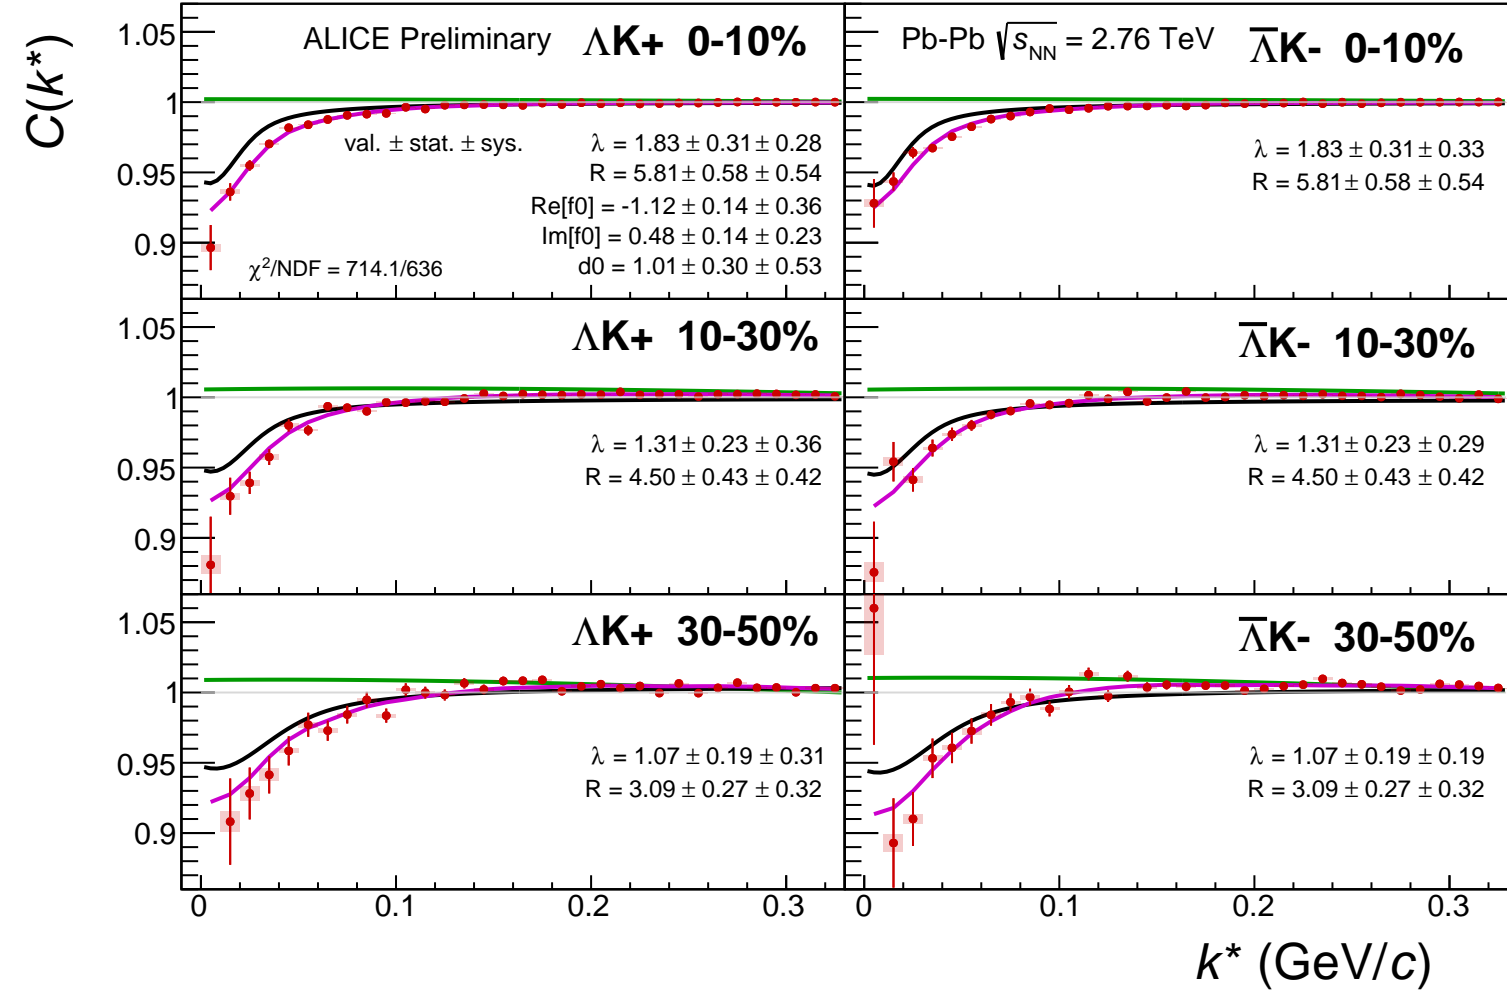 C(k*)
ALICE Preliminary ΛK+ 0-10%
val. ± stat. ± sys.
λ = 1.83 ± 0.31 ± 0.28
R = 5.81 ± 0.58 ± 0.54
Re[f0] = -1.12 ± 0.14 ± 0.36
Im[f0] = 0.48 ± 0.14 ± 0.23
d0 = 1.01 ± 0.30 ± 0.53
χ²/NDF = 714.1/636
1.05
1
0.95
0.9
Pb-Pb √sNN = 2.76 TeV Λ̅K- 0-10%
λ = 1.83 ± 0.31 ± 0.33
R = 5.81 ± 0.58 ± 0.54
ΛK+ 10-30%
λ = 1.31 ± 0.23 ± 0.36
R = 4.50 ± 0.43 ± 0.42
1.05
1
0.95
0.9
Λ̅K- 10-30%
λ = 1.31 ± 0.23 ± 0.29
R = 4.50 ± 0.43 ± 0.42
ΛK+ 30-50%
λ = 1.07 ± 0.19 ± 0.31
R = 3.09 ± 0.27 ± 0.32
1.05
1
0.95
0.9
Λ̅K- 30-50%
λ = 1.07 ± 0.19 ± 0.19
R = 3.09 ± 0.27 ± 0.32
0 0.1 0.2 0.3 0 0.1 0.2 0.3
k* (GeV/c)